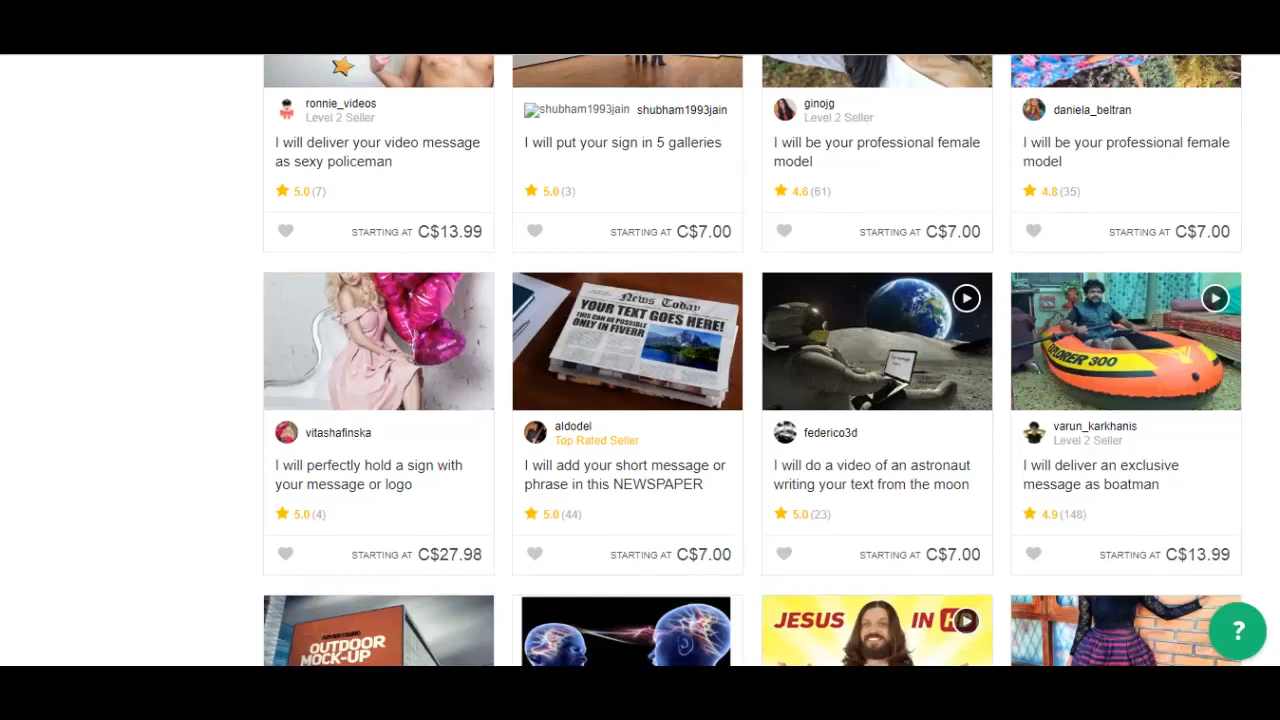 ronnie_videos
Level 2 Seller
I will deliver your video message
as sexy policeman
5.0 (7)
STARTING AT C$13.99
shubham1993jain shubham1993jain
I will put your sign in 5 galleries
5.0 (3)
STARTING AT C$7.00
ginojg
Level 2 Seller
I will be your professional female
model
4.6 (61)
STARTING AT C$7.00
daniela_beltran
I will be your professional female
model
4.8 (35)
STARTING AT C$7.00
vitashafinska
I will perfectly hold a sign with
your message or logo
5.0 (4)
STARTING AT C$27.98
News Today
YOUR TEXT GOES HERE!
THIS CAN BE POSSIBLE
ONLY IN FIVERR
aldodel
Top Rated Seller
I will add your short message or
phrase in this NEWSPAPER
5.0 (44)
STARTING AT C$7.00
federico3d
I will do a video of an astronaut
writing your text from the moon
5.0 (23)
STARTING AT C$7.00
EXPLORER 300
varun_karkhanis
Level 2 Seller
I will deliver an exclusive
message as boatman
4.9 (148)
STARTING AT C$13.99
OUTDOOR
MOCK-UP
JESUS IN
?